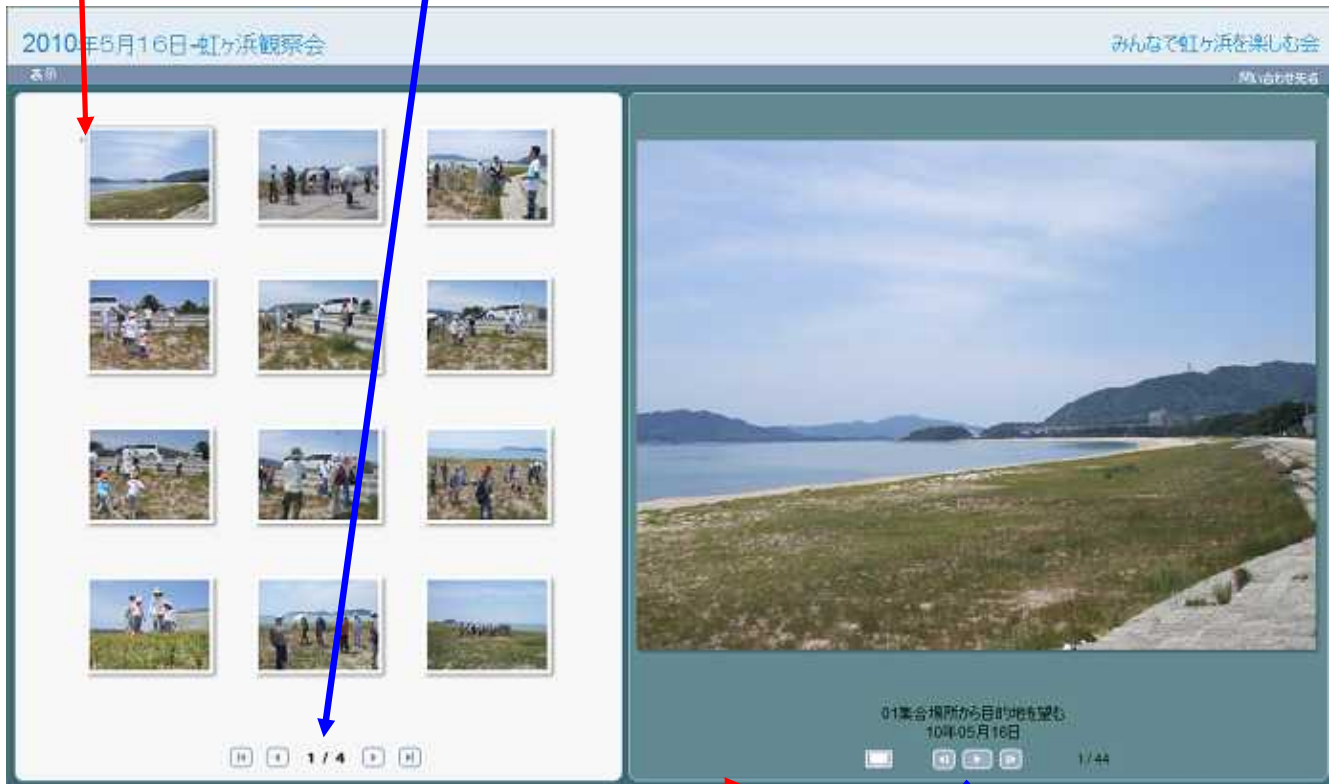 2010年5月16日-虹ヶ浜観察会
みんなで虹ヶ浜を楽しむ会
表示
問い合わせ先名
1 / 4
01集合場所から目的地を望む
10年05月16日
1 / 44